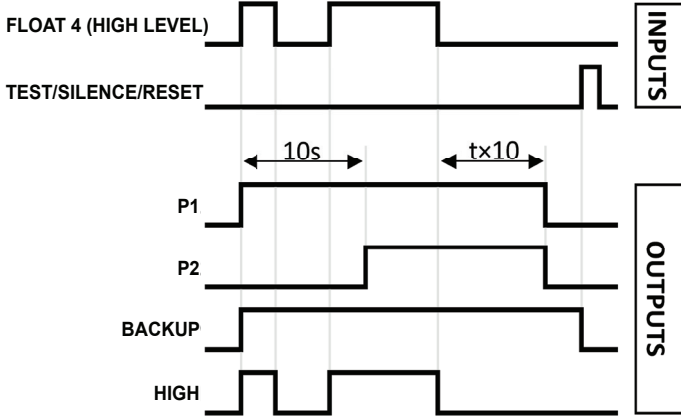 FLOAT 4 (HIGH LEVEL)
INPUTS
TEST/SILENCE/RESET
10s
t×10
P1
P2
OUTPUTS
BACKUP
HIGH